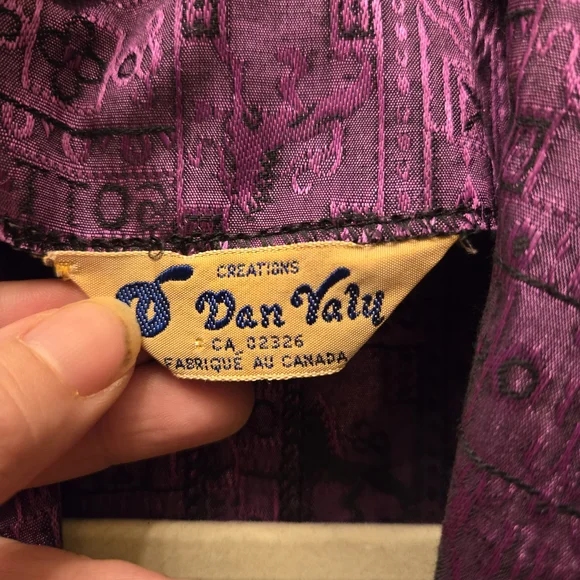 CREATIONS
D Dan Valy
CA 02326
FABRIQUÉ AU CANADA